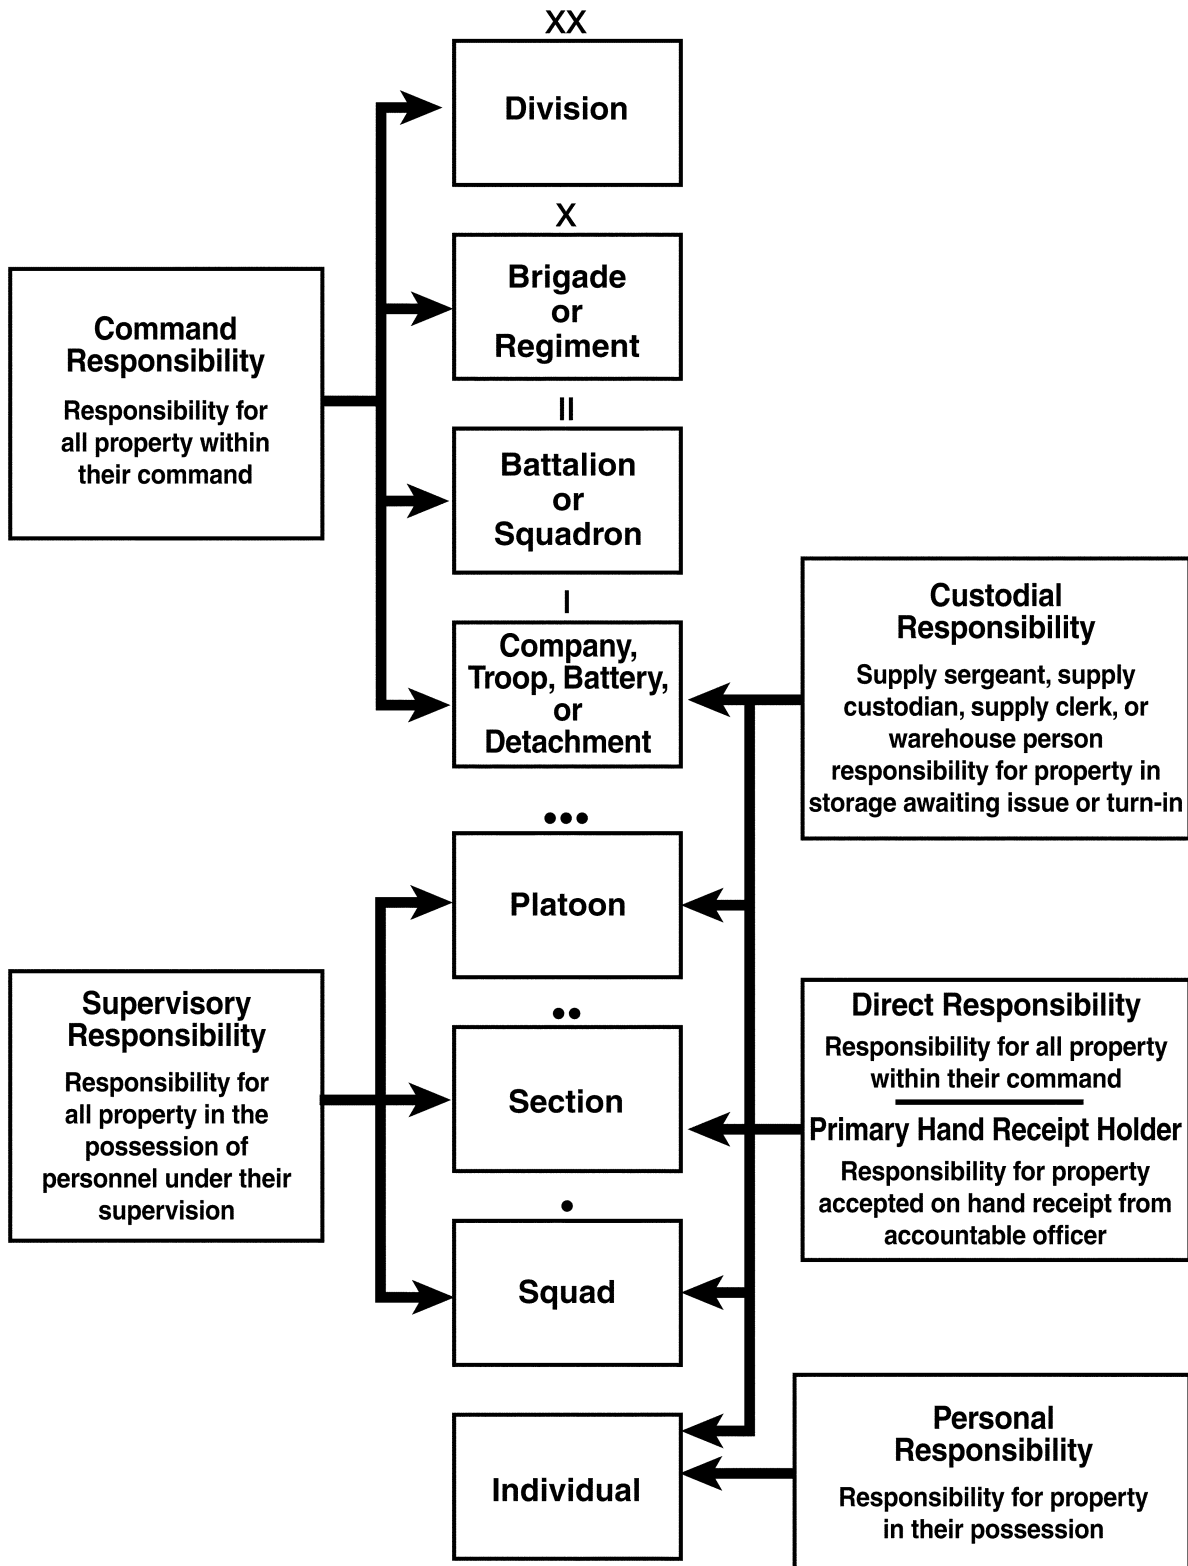 XX
Division
X
Brigade
or
Regiment
Command
Responsibility
Responsibility for
all property within
their command
II
Battalion
or
Squadron
I
Company,
Troop, Battery,
or
Detachment
Custodial
Responsibility
Supply sergeant, supply
custodian, supply clerk, or
warehouse person
responsibility for property in
storage awaiting issue or turn-in
•••
Platoon
Supervisory
Responsibility
Responsibility for
all property in the
possession of
personnel under their
supervision
••
Section
Direct Responsibility
Responsibility for all property
within their command
Primary Hand Receipt Holder
Responsibility for property
accepted on hand receipt from
accountable officer
•
Squad
Individual
Personal
Responsibility
Responsibility for property
in their possession